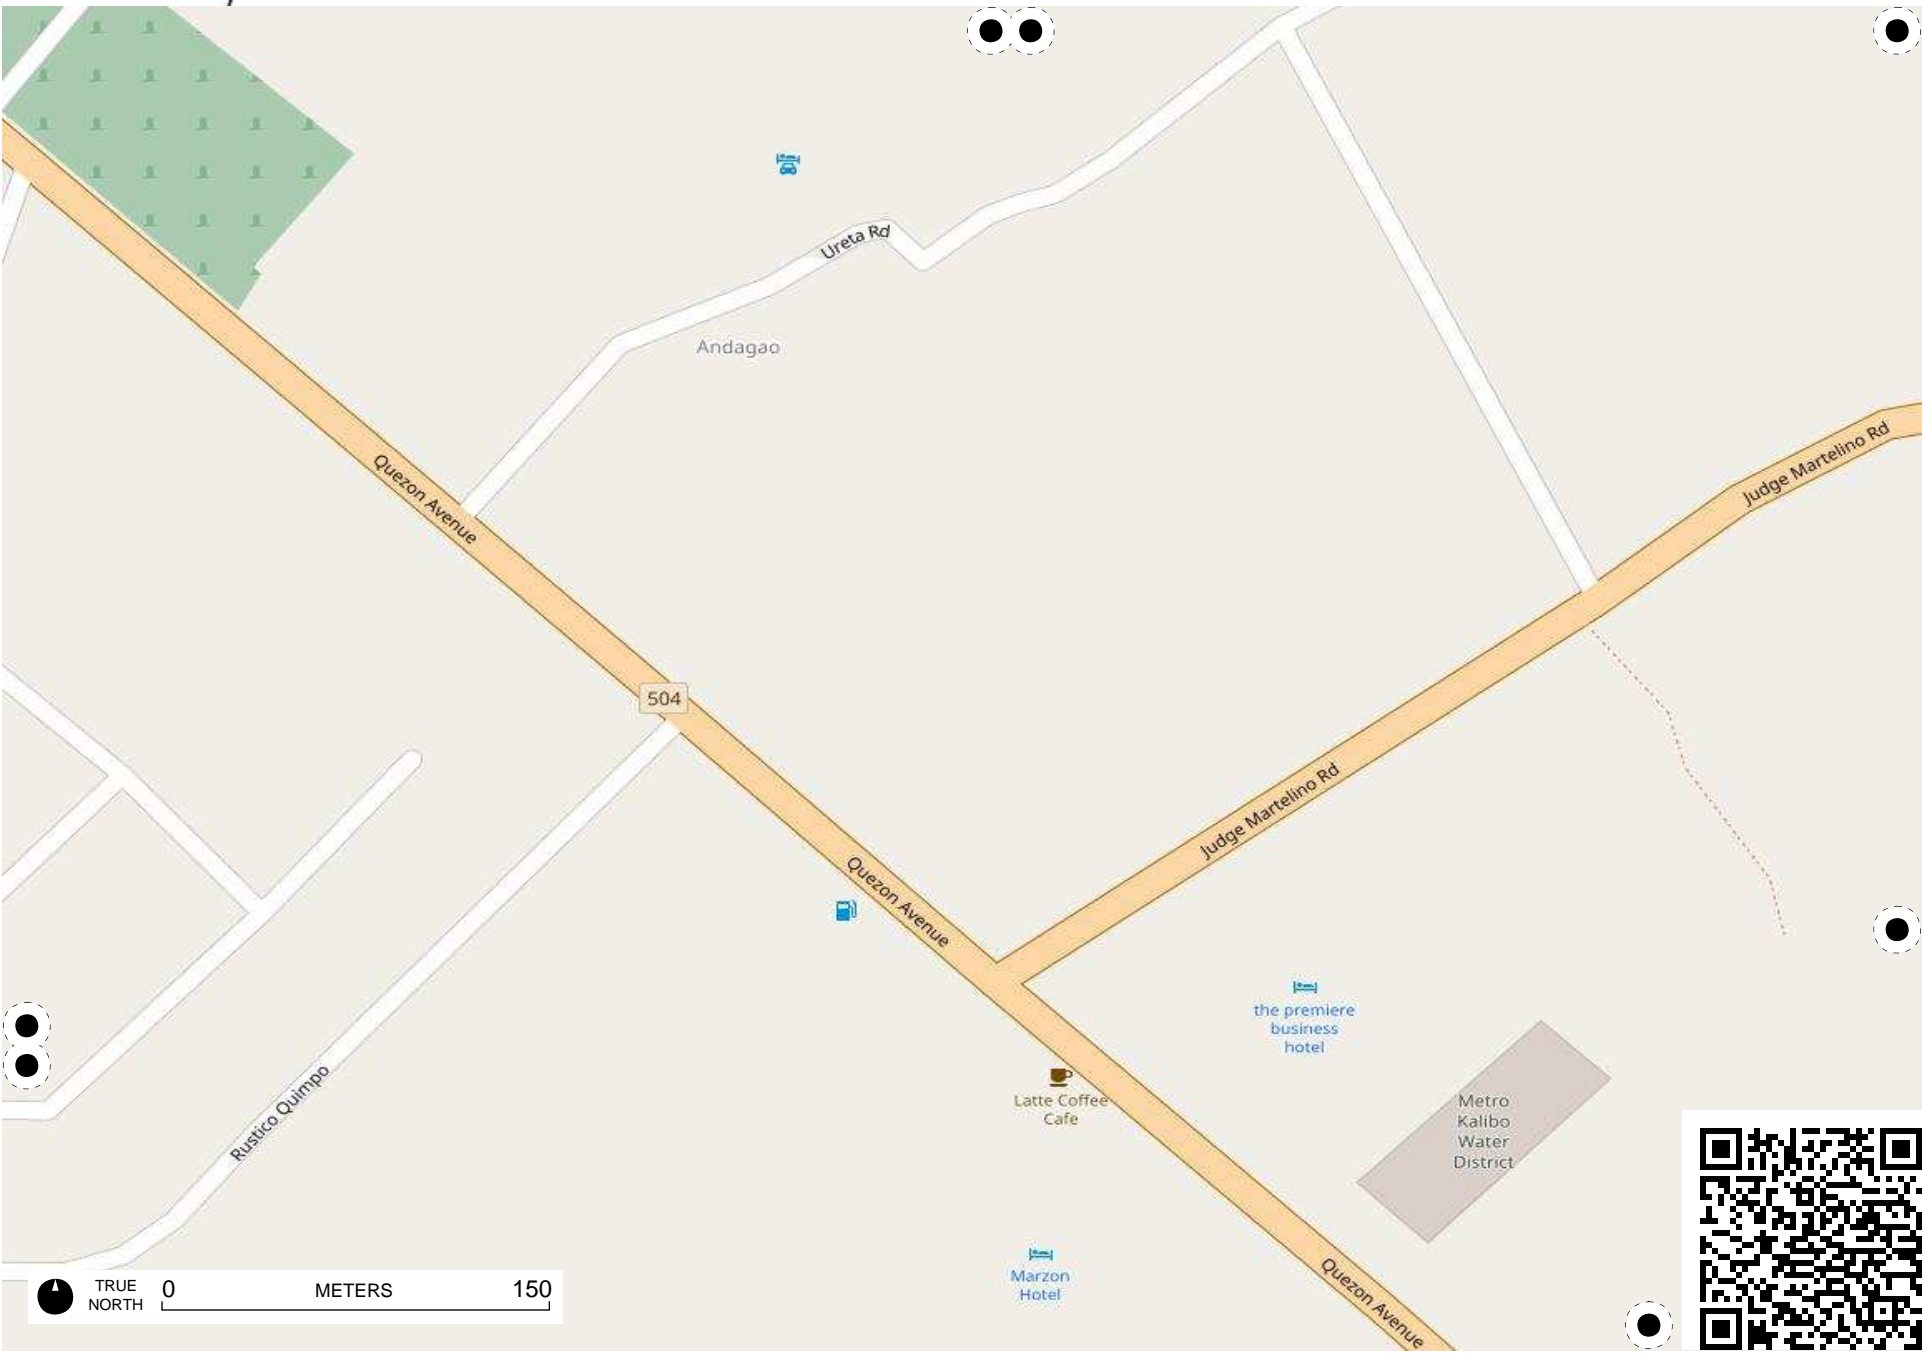 Ureta Rd
Andagao
Judge Martelino Rd
Quezon Avenue
504
Judge Martelino Rd
Quezon Avenue
the premiere
business
hotel
Latte Coffee
Cafe
Metro
Kalibo
Water
District
Rustico Quimpo
Marzon
Hotel
Quezon Avenue
TRUE
NORTH
0 METERS 150